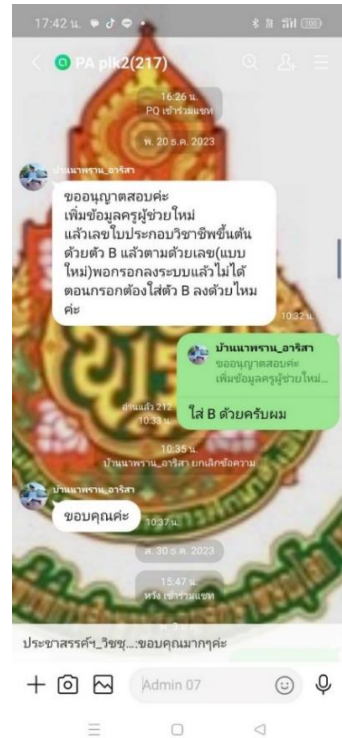 17:42 น.
PA plk2(217)
16:26 น.
PQ เข้าร่วมแชท
พ. 20 ธ.ค. 2023
บ้านนาพราน_อาริสา
ขออนุญาตสอบค่ะ
เพิ่มข้อมูลครูผู้ช่วยใหม่
แล้วเลขใบประกอบวิชาชีพขึ้นต้น
ด้วยตัว B แล้วตามด้วยเลข(แบบ
ใหม่)พอกรอกลงระบบแล้วไม่ได้
ตอนกรอกต้องใส่ตัว B ลงด้วยไหม
ค่ะ
10:32 น.
บ้านนาพราน_อาริสา
ขออนุญาตสอบค่ะ
เพิ่มข้อมูลครูผู้ช่วยใหม่...
ใส่ B ด้วยครับผม
อ่านแล้ว 212
10:33 น.
10:35 น.
บ้านนาพราน_อาริสา ยกเลิกข้อความ
บ้านนาพราน_อาริสา
ขอบคุณค่ะ
10:37 น.
ส. 30 ธ.ค. 2023
15:47 น.
หวัง เข้าร่วมแชท
ประชาสรรค์ฯ_วิชชุ...:ขอบคุณมากๆค่ะ
Admin 07